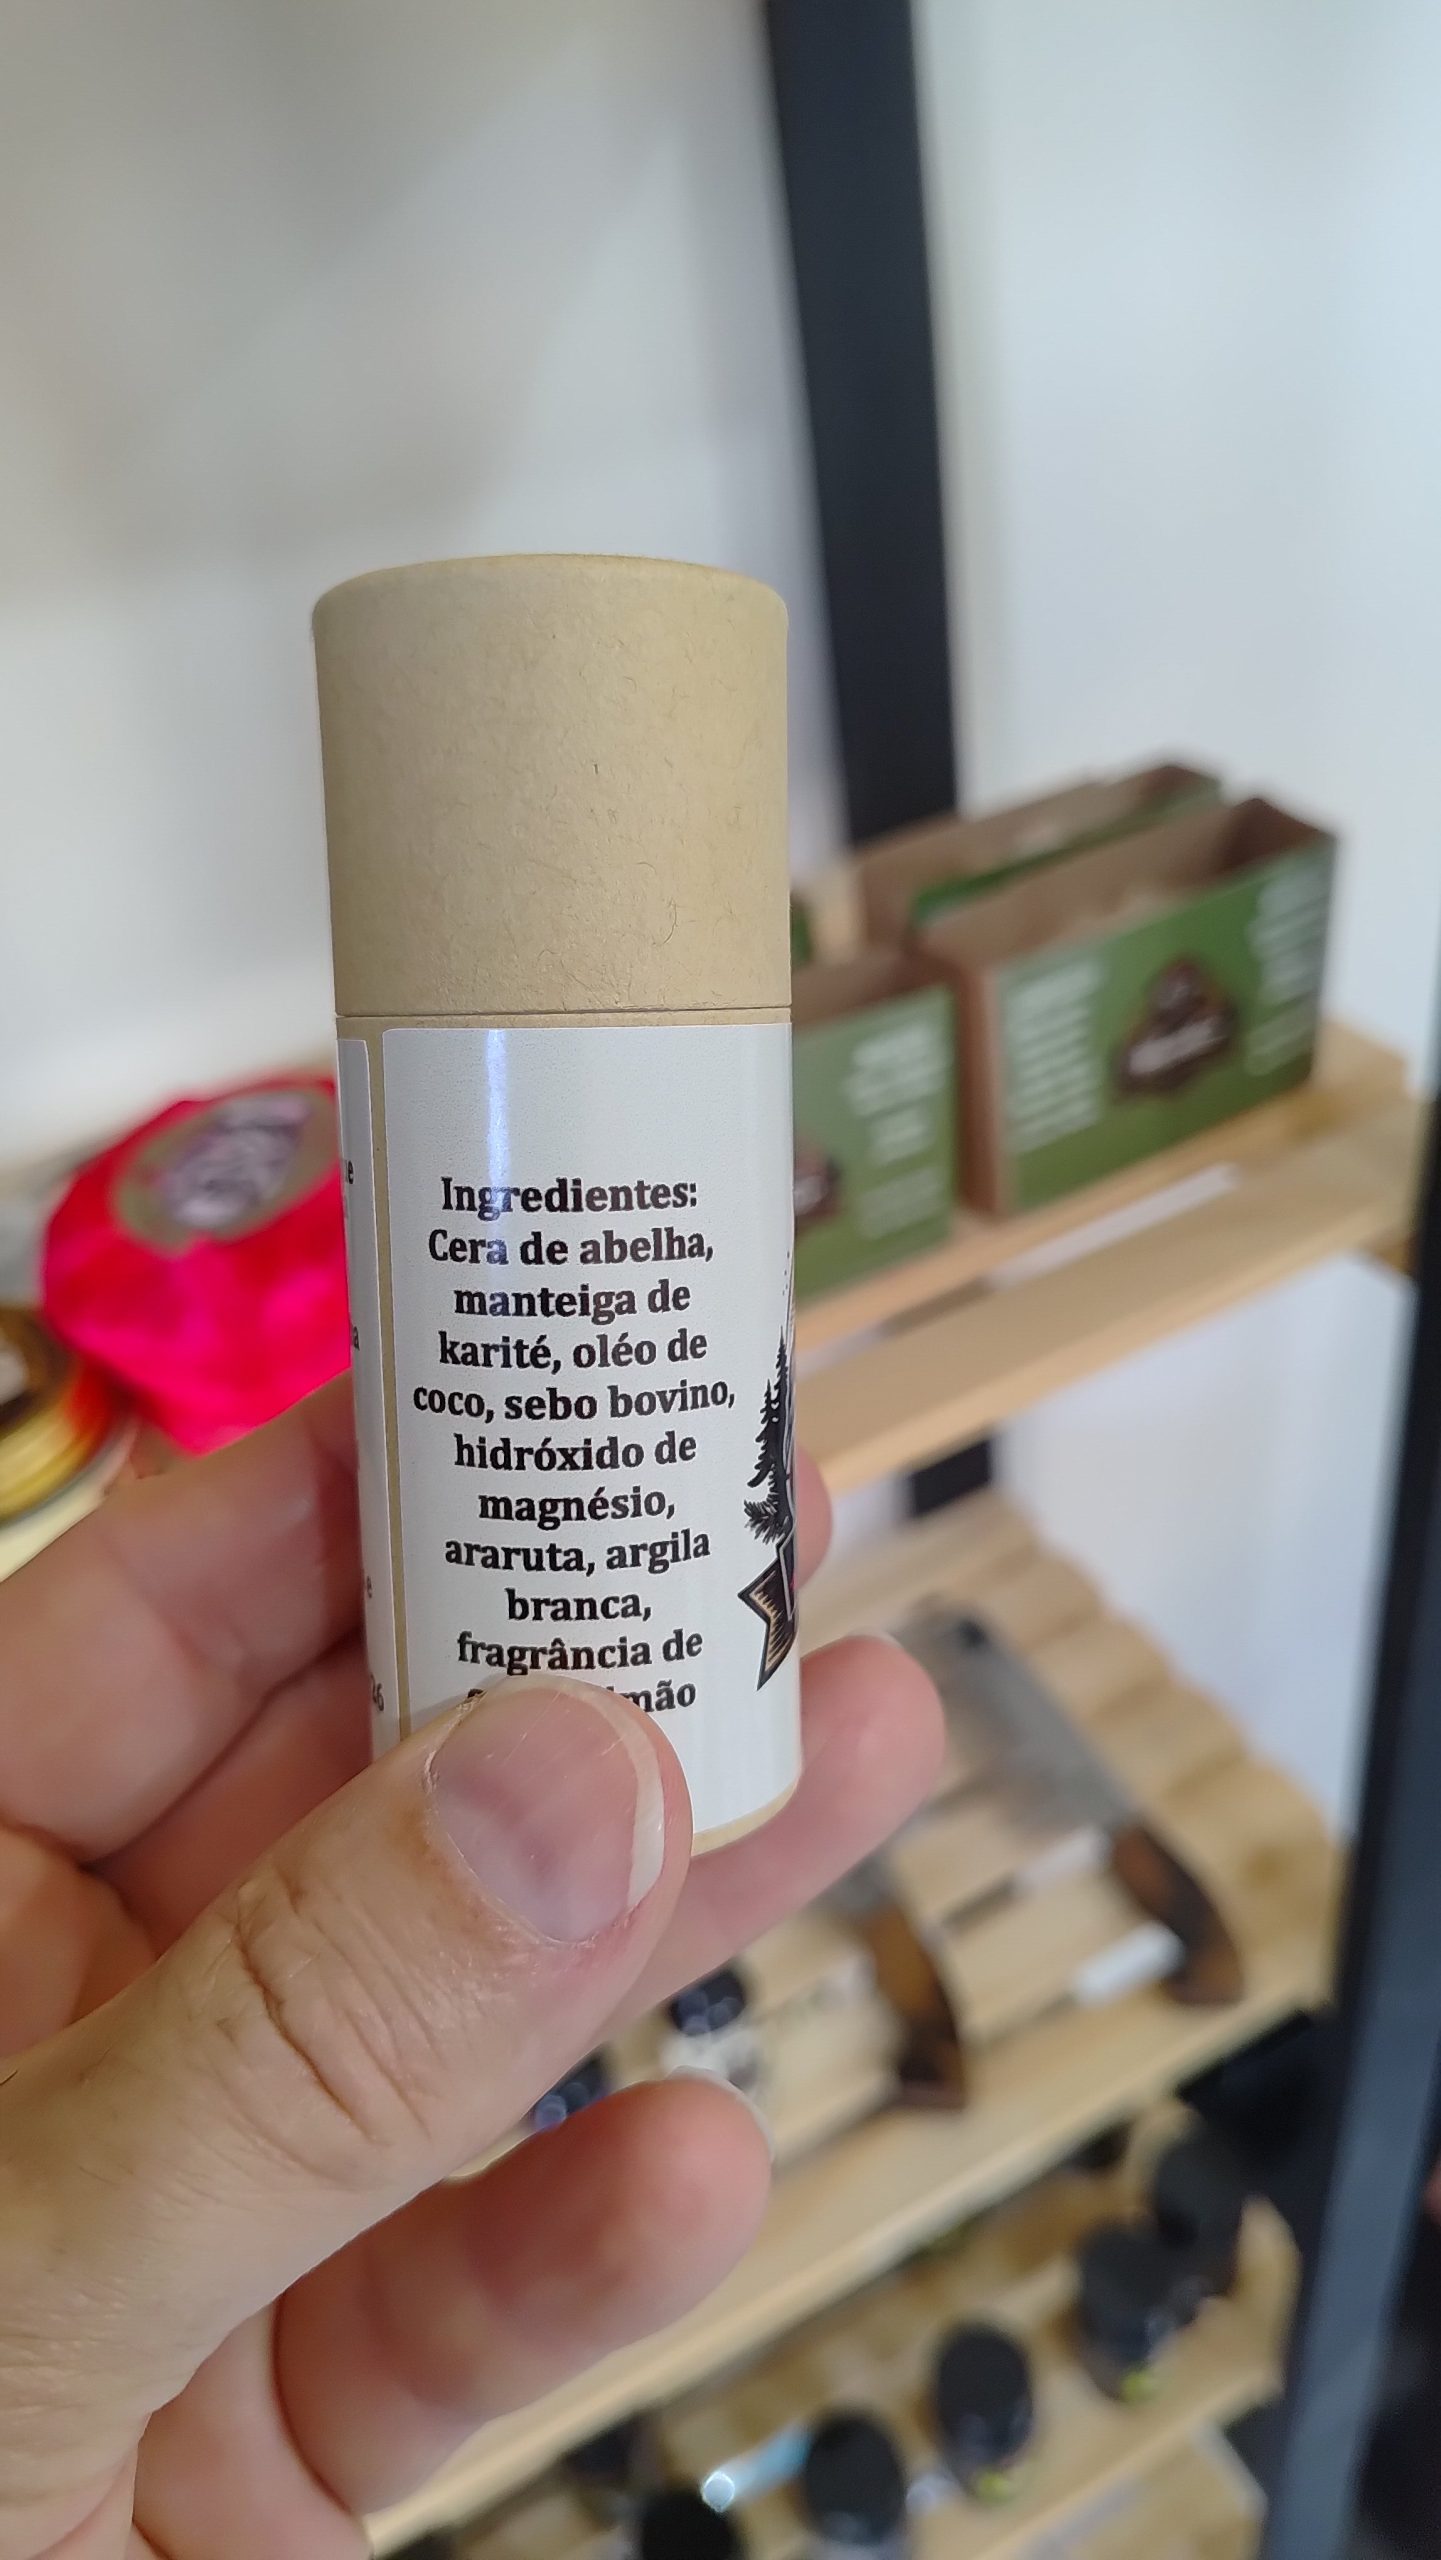 Ingredientes:
Cera de abelha,
manteiga de
karité, oléo de
coco, sebo bovino,
hidróxido de
magnésio,
araruta, argila
branca,
fragrância de